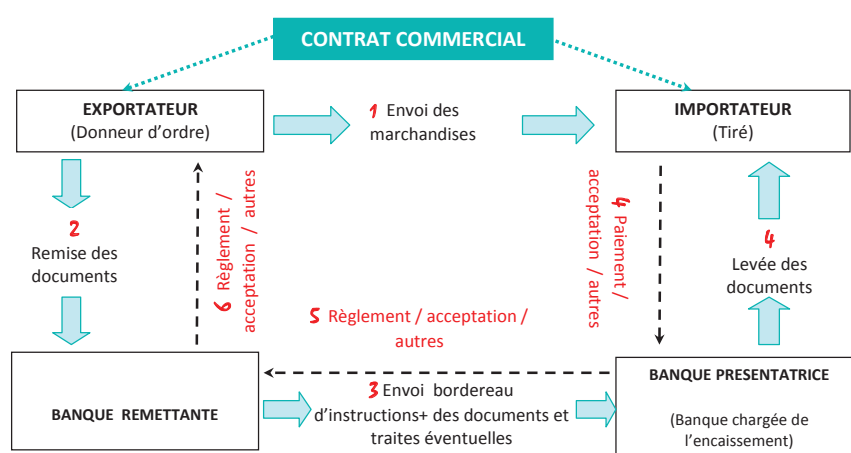 CONTRAT COMMERCIAL
EXPORTATEUR
(Donneur d'ordre)
1 Envoi des
marchandises
IMPORTATEUR
(Tiré)
2
Remise des
documents
6 Règlement /
acceptation / autres
4 Paiement /
acceptation / autres
4
Levée des
documents
5 Règlement / acceptation /
autres
BANQUE REMETTANTE
3 Envoi bordereau
d'instructions+ des documents et
traites éventuelles
BANQUE PRESENTATRICE
(Banque chargée de
l'encaissement)